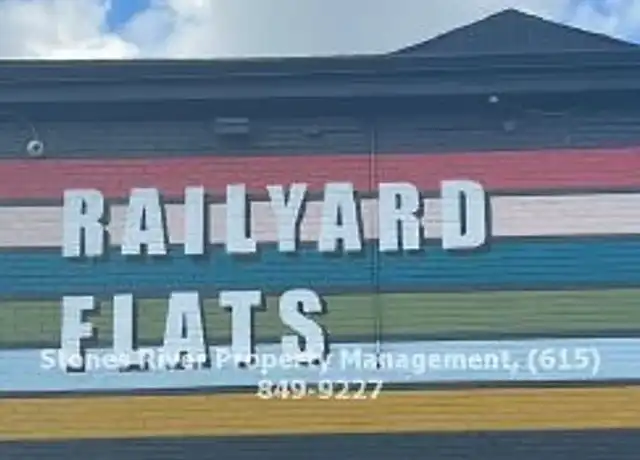 RAILYARD
FLATS
Stones River Property Management, (615)
849-9227